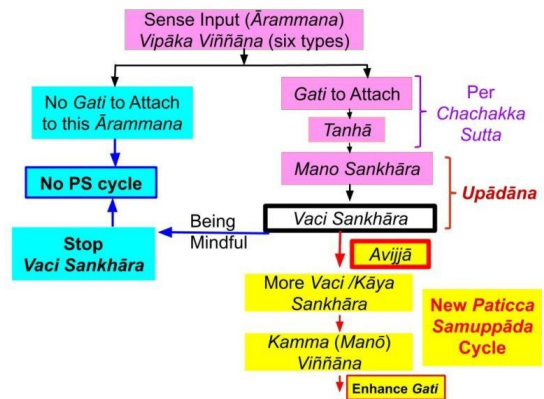 Sense Input (Ārammana)
Vipāka Viññāna (six types)
No Gati to Attach
to this Ārammana
Gati to Attach
Per
Chachakka
Sutta
Tanhā
No PS cycle
Mano Sankhāra
Upādāna
Being
Mindful
Vaci Sankhāra
Stop
Vaci Sankhāra
Avijjā
More Vaci /Kāya
Sankhāra
New Paticca
Samuppāda
Cycle
Kamma (Manō)
Viññāna
Enhance Gati